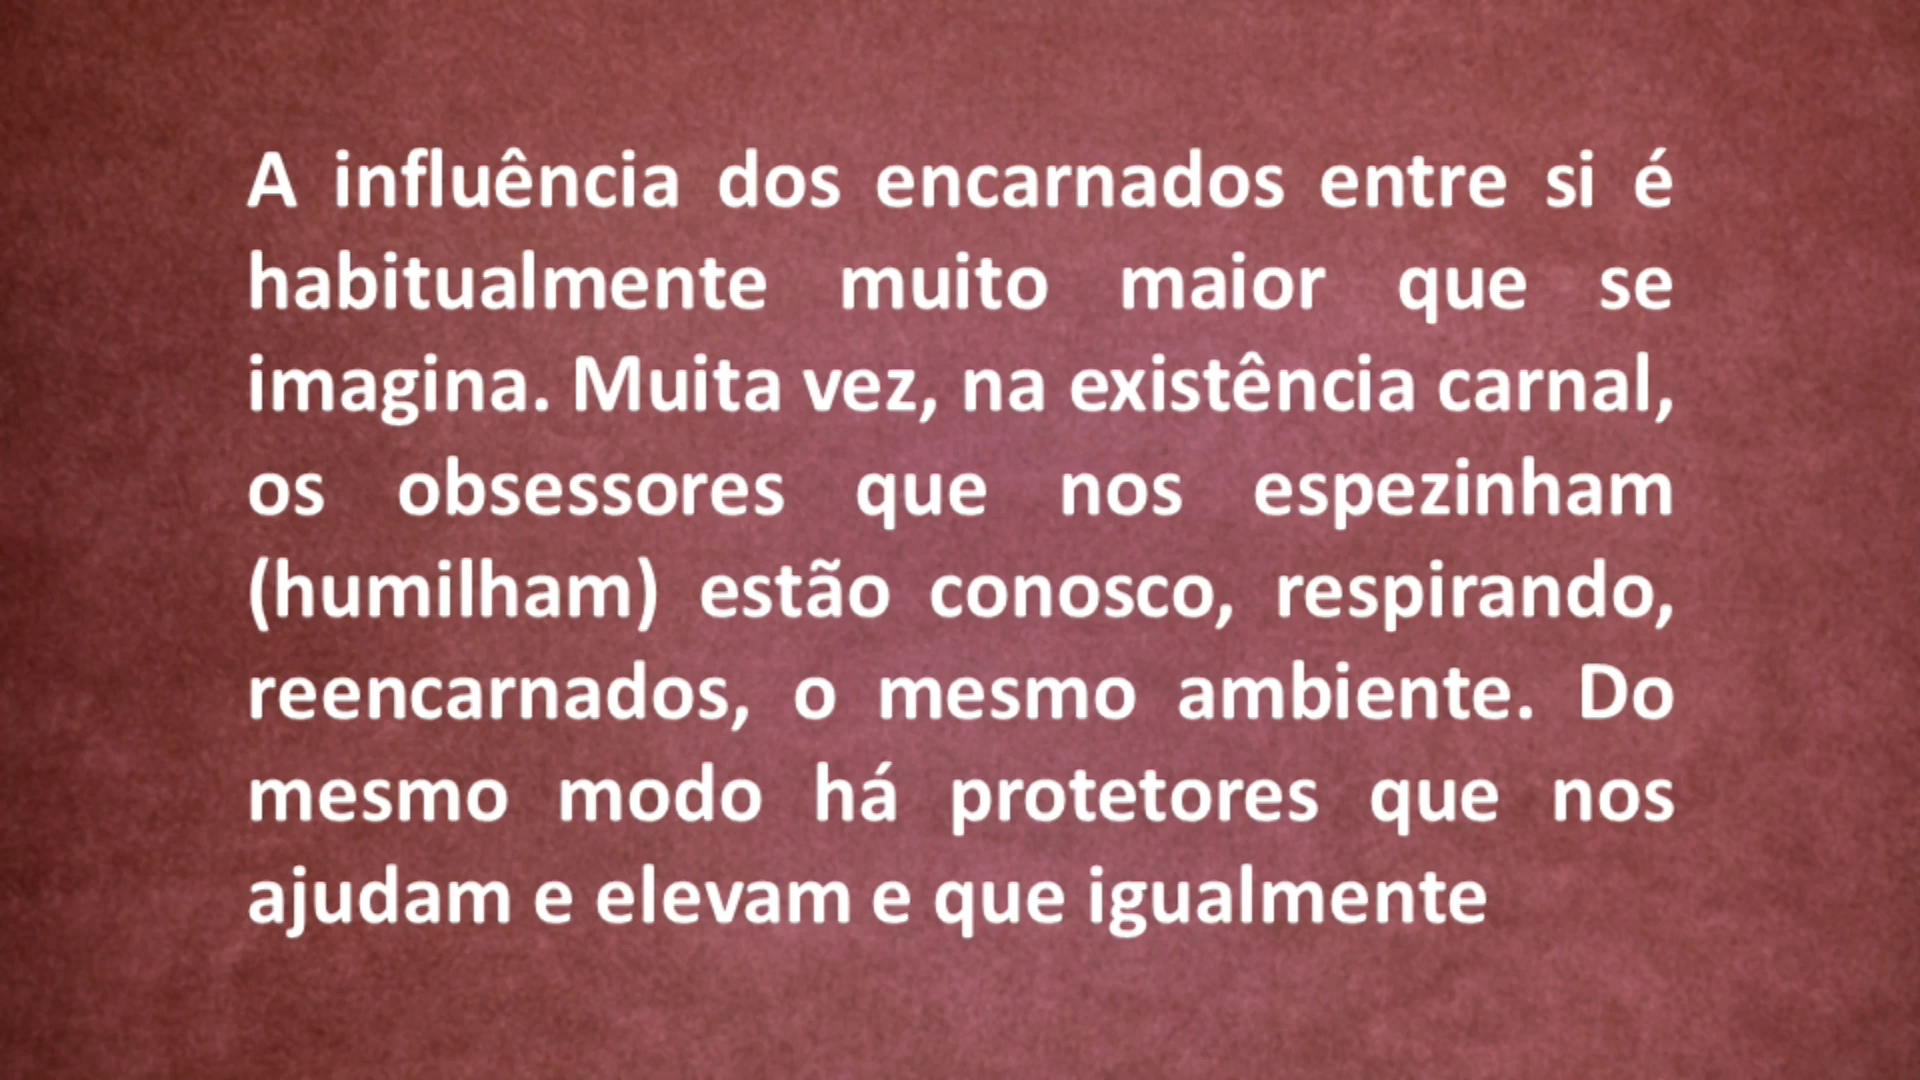 A influência dos encarnados entre si é
habitualmente muito maior que se
imagina. Muita vez, na existência carnal,
os obsessores que nos espezinham
(humilham) estão conosco, respirando,
reencarnados, o mesmo ambiente. Do
mesmo modo há protetores que nos
ajudam e elevam e que igualmente